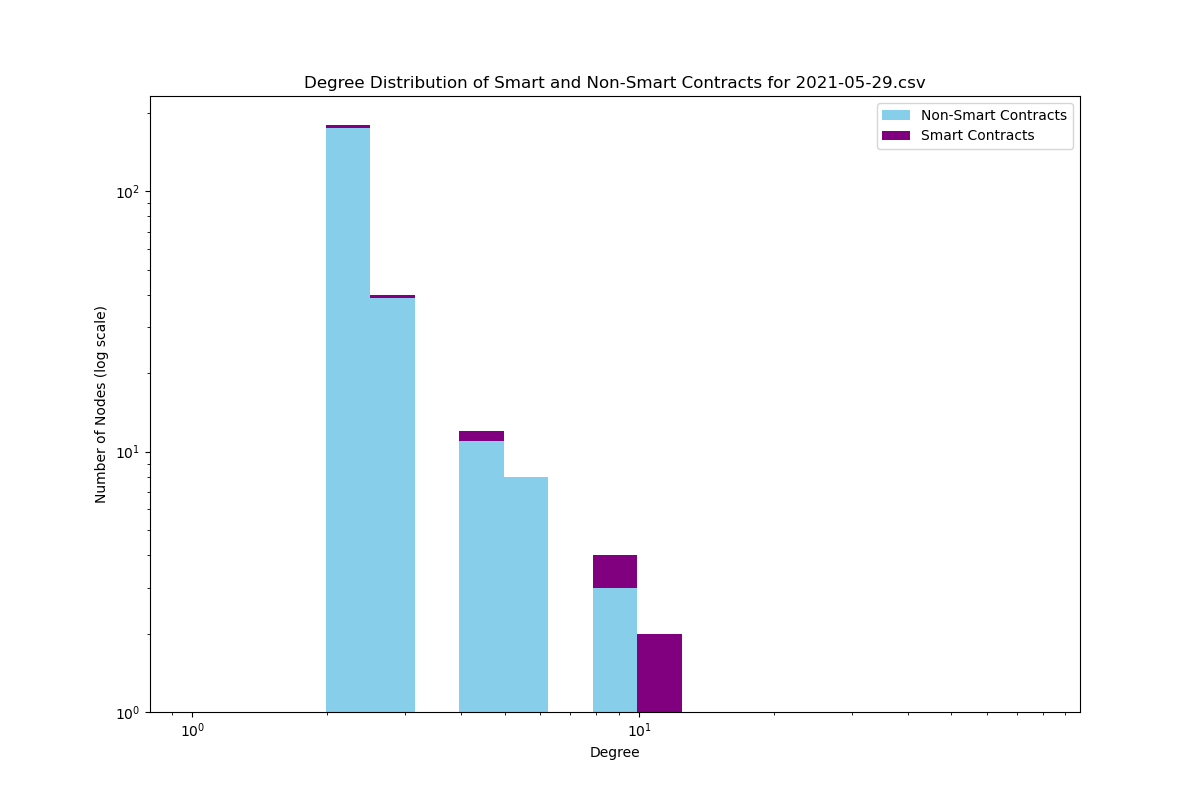 Degree Distribution of Smart and Non-Smart Contracts for 2021-05-29.csv
Non-Smart Contracts
Smart Contracts
Number of Nodes (log scale)
10²
10¹
10⁰
10⁰ 10¹
Degree